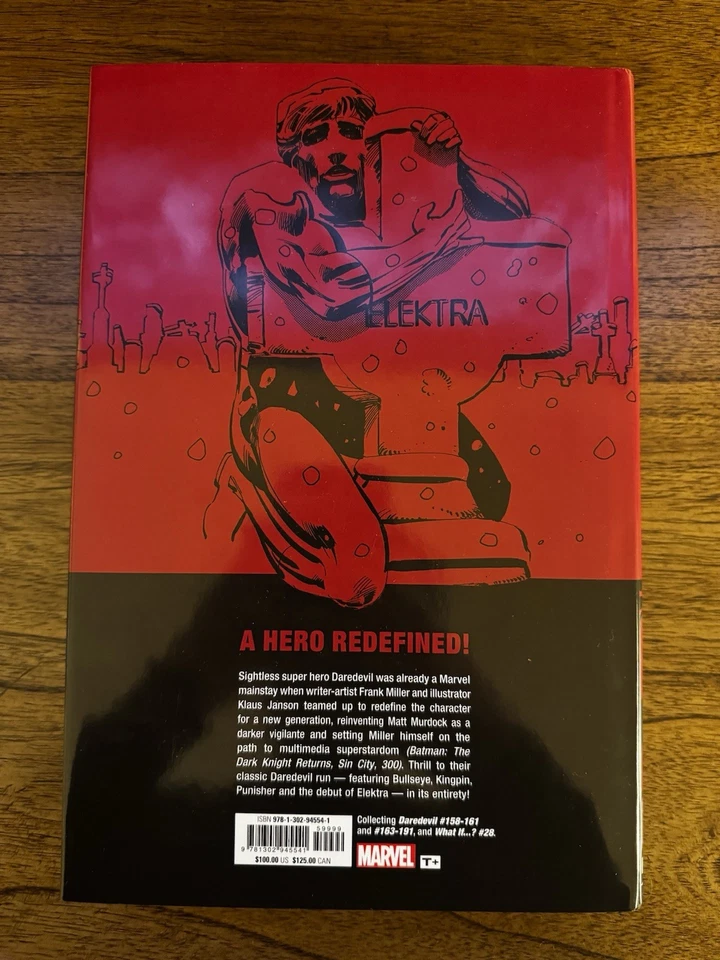 ELEKTRA
A HERO REDEFINED!
Sightless super hero Daredevil was already a Marvel
mainstay when writer-artist Frank Miller and illustrator
Klaus Janson teamed up to redefine the character
for a new generation, reinventing Matt Murdock as a
darker vigilante and setting Miller himself on the
path to multimedia superstardom (Batman: The
Dark Knight Returns, Sin City, 300). Thrill to their
classic Daredevil run — featuring Bullseye, Kingpin,
Punisher and the debut of Elektra — in its entirety!
ISBN 978-1-302-94554-1
59999
9 781302 945541
$100.00 US $125.00 CAN
Collecting Daredevil #158-161
and #163-191, and What If...? #28.
MARVEL T+